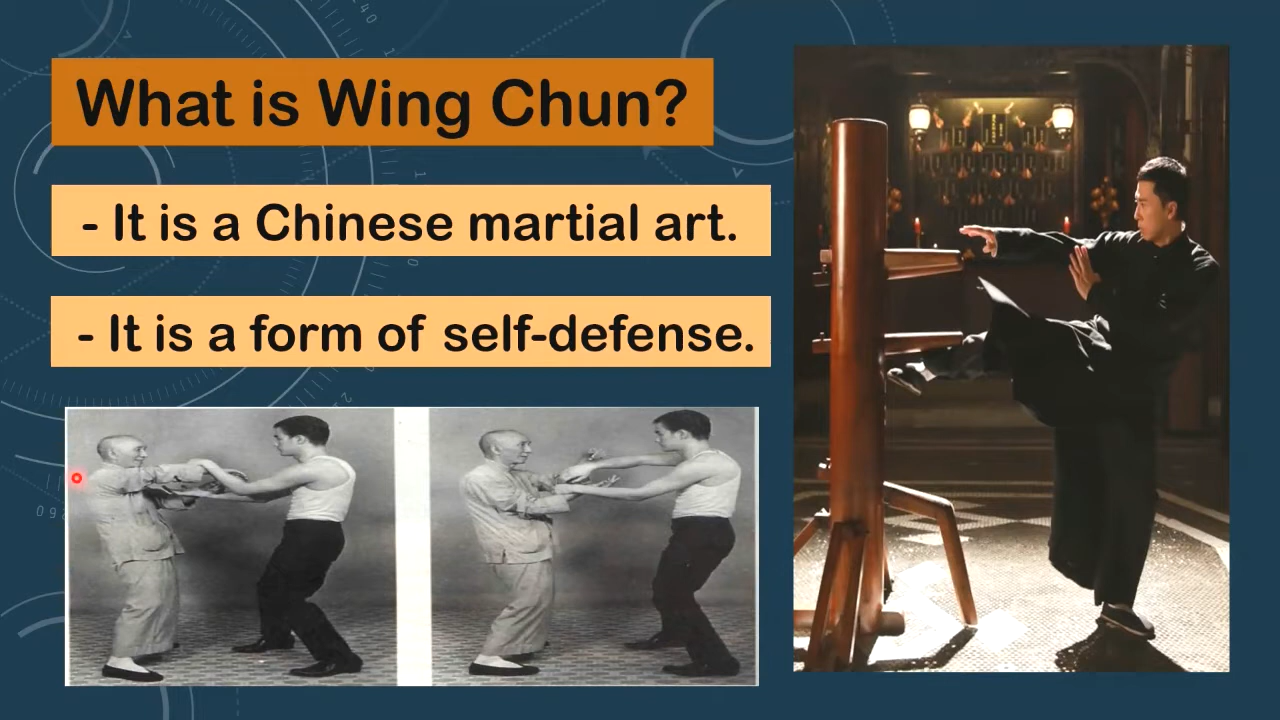 What is Wing Chun?
- It is a Chinese martial art.
- It is a form of self-defense.